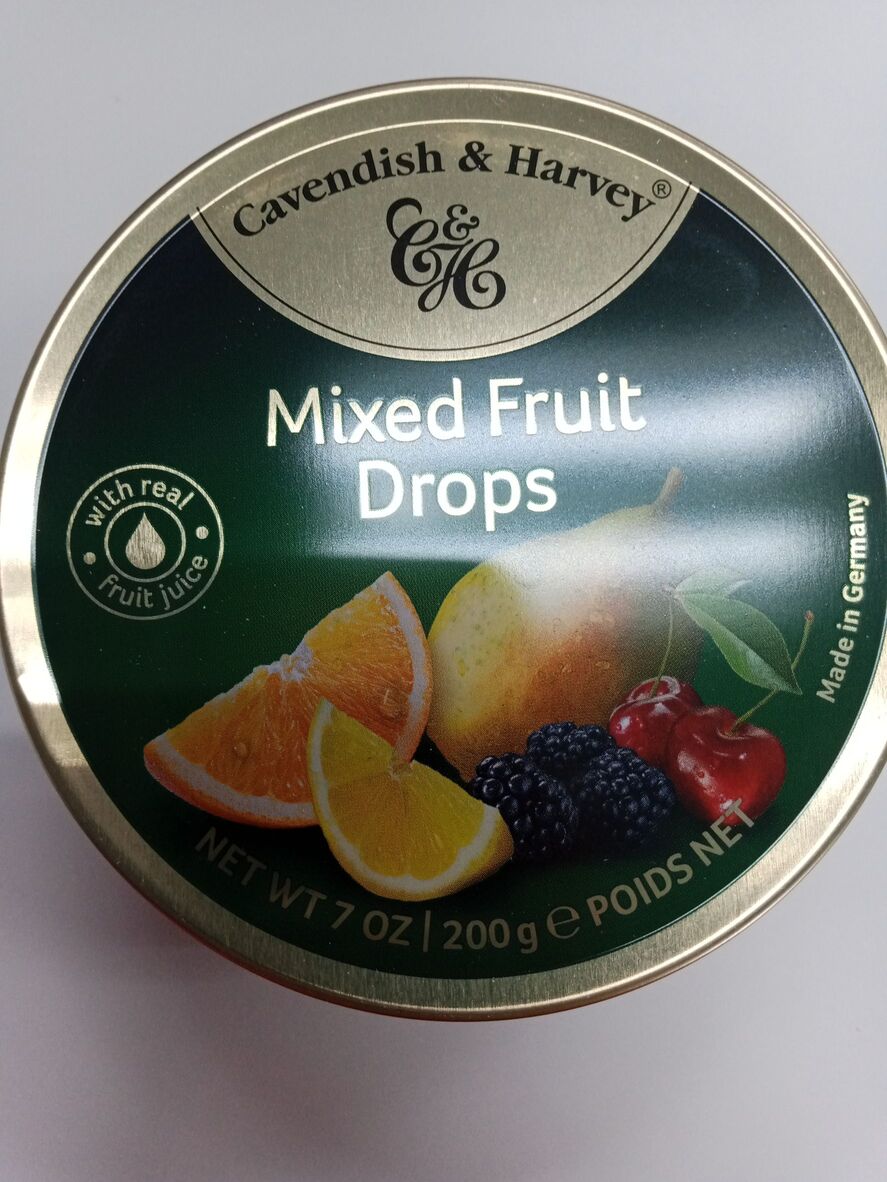 Cavendish & Harvey®
C&H
Mixed Fruit
Drops
with real
fruit juice
Made in Germany
NET WT 7 OZ | 200g ℮ POIDS NET